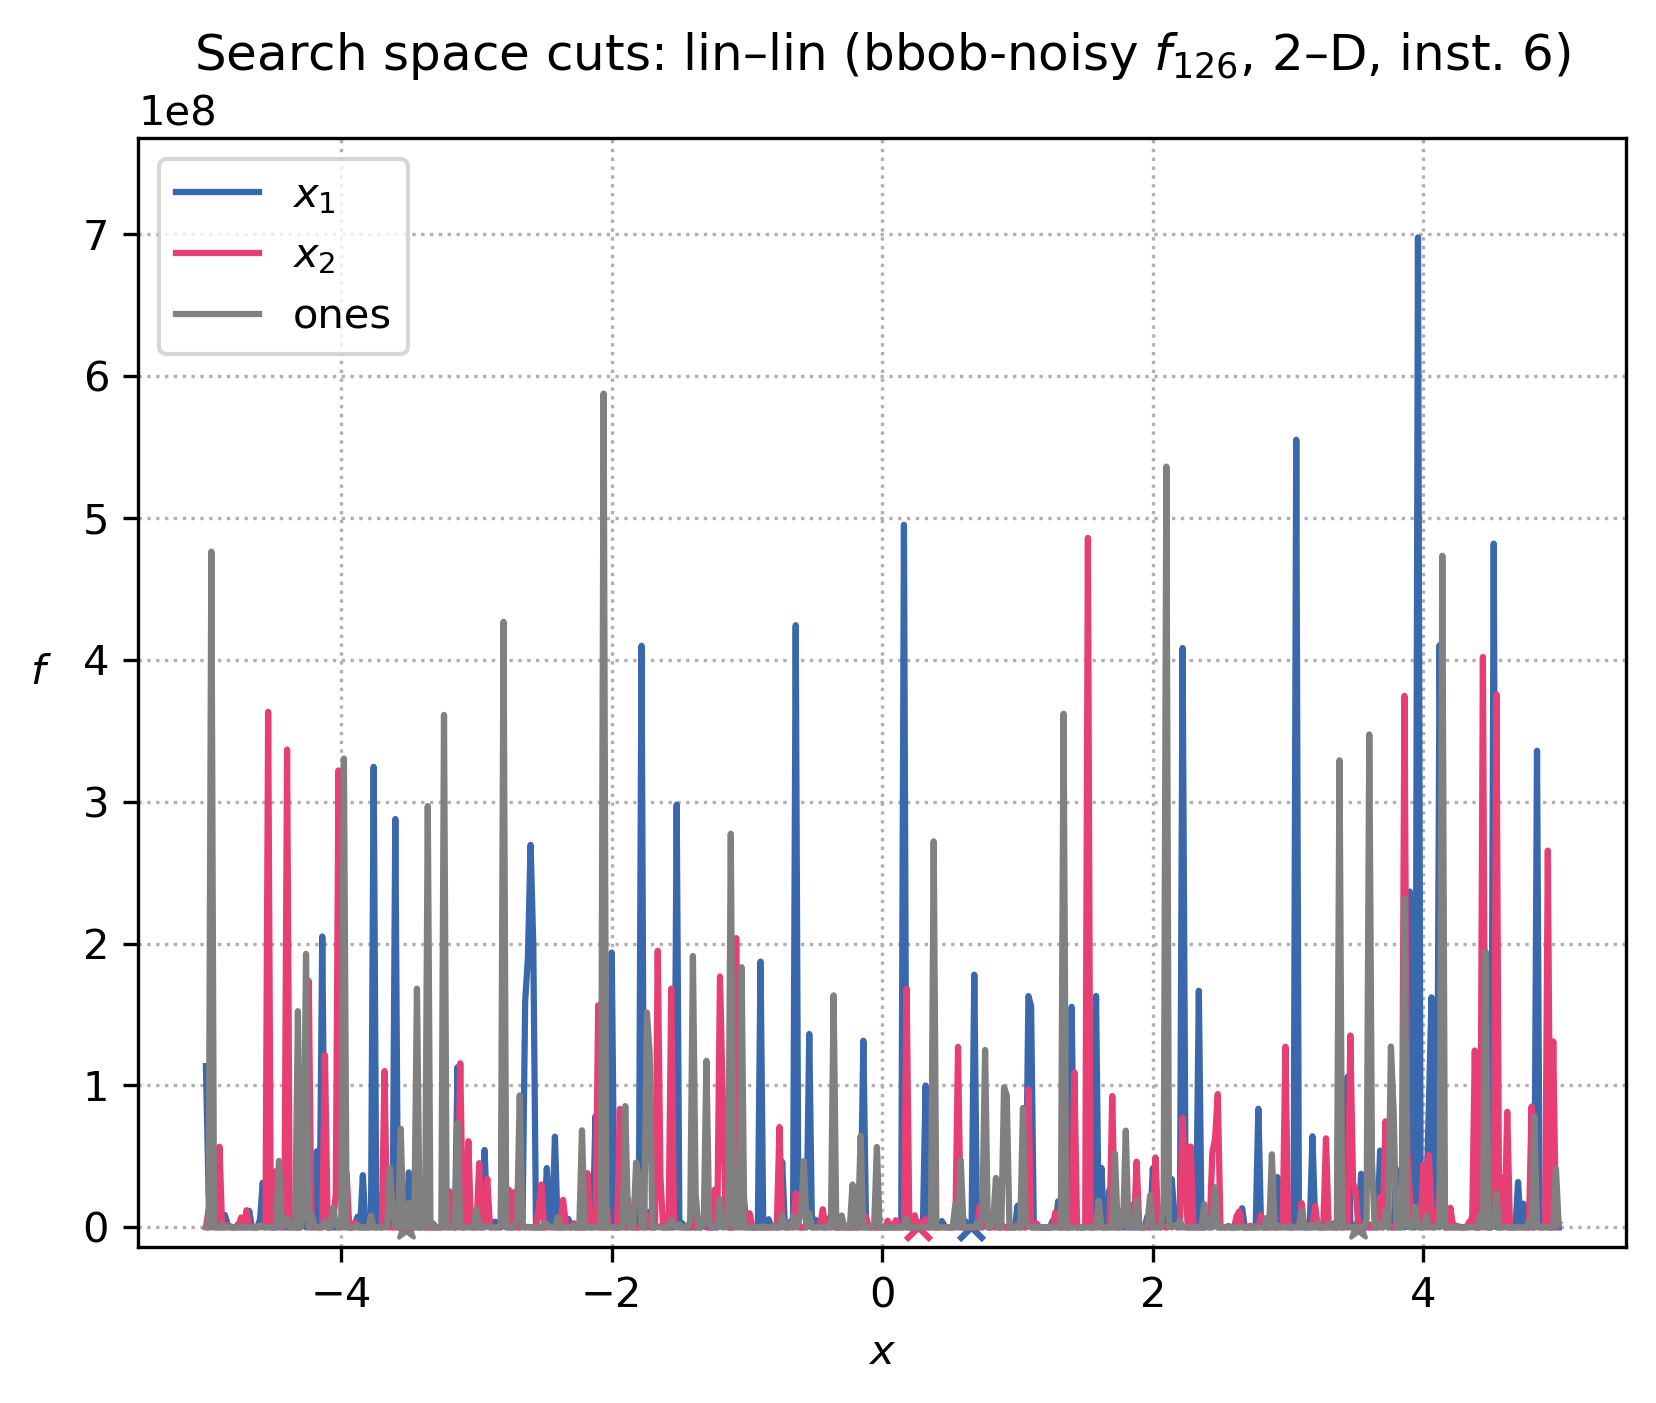 Search space cuts: lin–lin (bbob-noisy f₁₂₆, 2–D, inst. 6)
1e8
x₁
x₂
ones
7
6
5
4
3
2
1
0
f
−4 −2 0 2 4
x